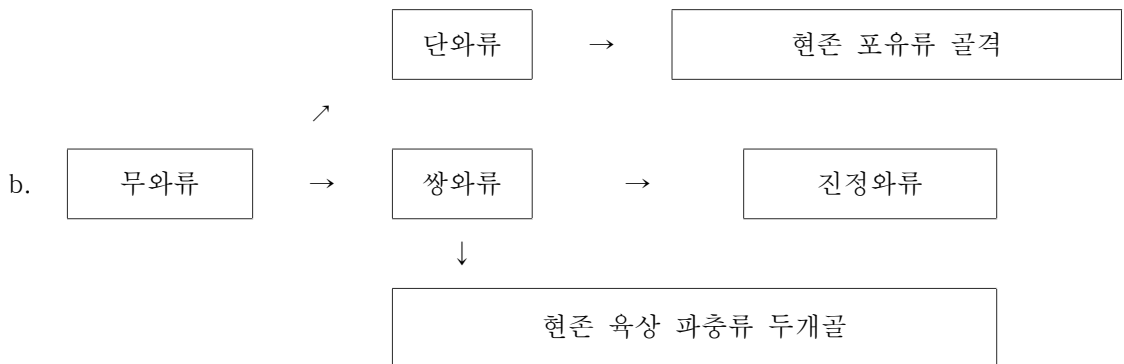 단와류 → 현존 포유류 골격
↗
b. 무와류 → 쌍와류 → 진정와류
↓
현존 육상 파충류 두개골